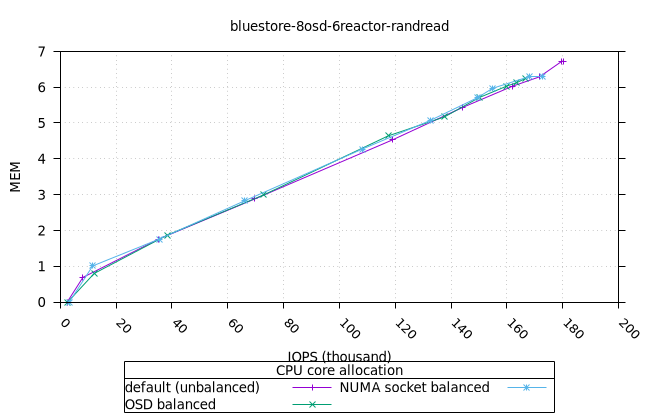 bluestore-8osd-6reactor-randread
7
6
5
4
3
2
1
0
MEM
0 20 40 60 80 100 120 140 160 180 200
IOPS (thousand)
CPU core allocation
default (unbalanced) NUMA socket balanced
OSD balanced